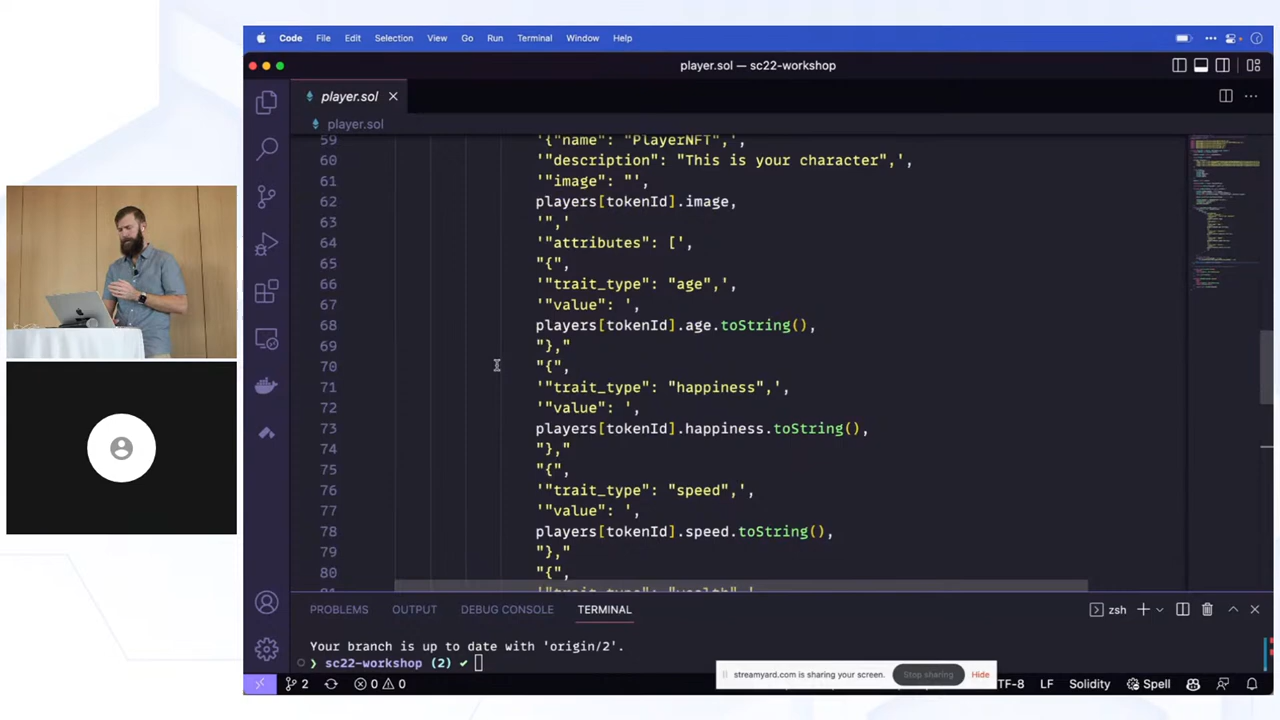 Code File Edit Selection View Go Run Terminal Window Help
player.sol — sc22-workshop
player.sol
player.sol
59 '{"name": "PlayerNFT",',
60 '"description": "This is your character",',
61 '"image": "',
62 players[tokenId].image,
63 '",'
64 '"attributes": [',
65 "{",
66 '"trait_type": "age",',
67 '"value": ',
68 players[tokenId].age.toString(),
69 "},"
70 "{",
71 '"trait_type": "happiness",',
72 '"value": ',
73 players[tokenId].happiness.toString(),
74 "},"
75 "{",
76 '"trait_type": "speed",',
77 '"value": ',
78 players[tokenId].speed.toString(),
79 "},"
80 "{",
PROBLEMS OUTPUT DEBUG CONSOLE TERMINAL
zsh
Your branch is up to date with 'origin/2'.
❯ sc22-workshop (2) ✔
streamyard.com is sharing your screen. Stop sharing Hide
2 0 0 TF-8 LF Solidity Spell